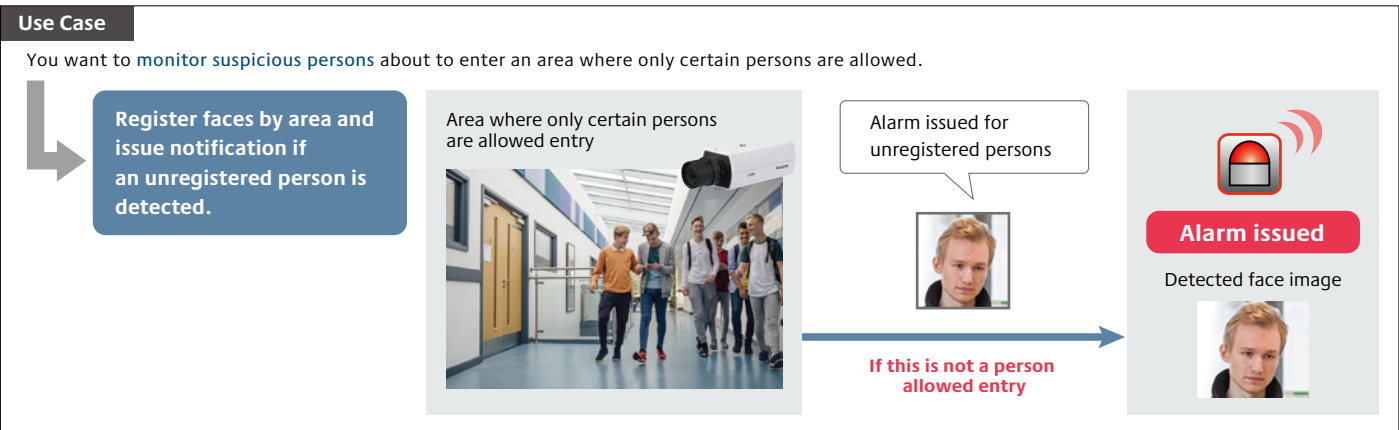 Use Case
You want to monitor suspicious persons about to enter an area where only certain persons are allowed.
Register faces by area and
issue notification if
an unregistered person is
detected.
Area where only certain persons
are allowed entry
Alarm issued for
unregistered persons
If this is not a person
allowed entry
Alarm issued
Detected face image